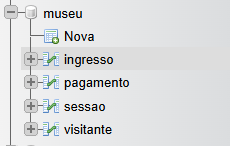 museu
Nova
ingresso
pagamento
sessao
visitante